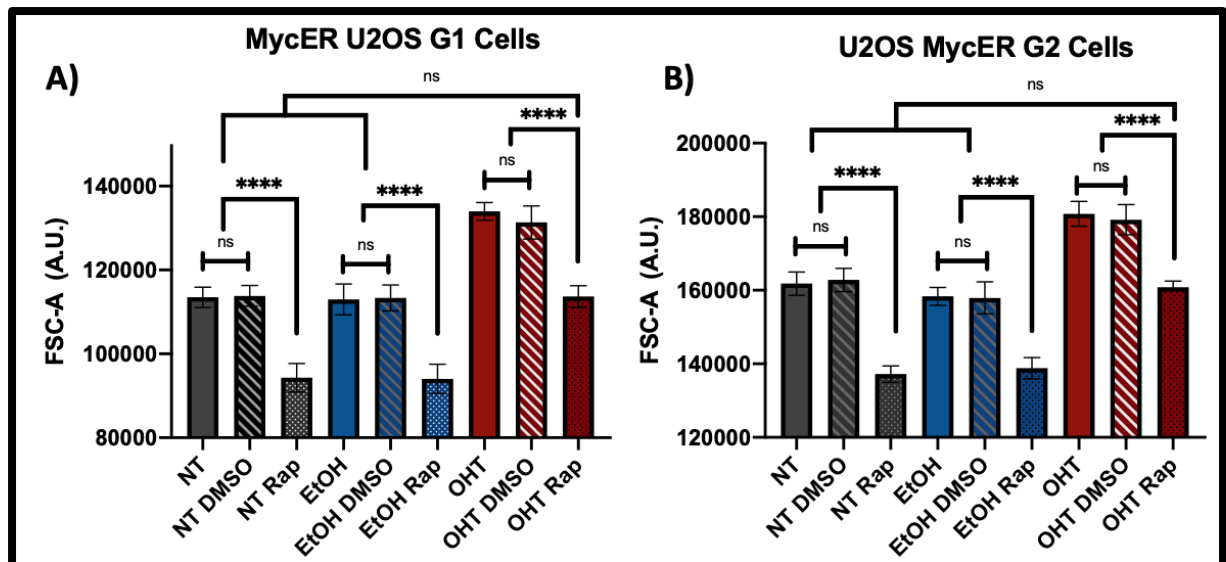 MycER U2OS G1 Cells
A)
ns
****
ns
****
ns
****
ns
FSC-A (A.U.)
140000
120000
100000
80000
NT
NT DMSO
NT Rap
EtOH
EtOH DMSO
EtOH Rap
OHT
OHT DMSO
OHT Rap
U2OS MycER G2 Cells
B)
ns
****
ns
****
ns
****
ns
FSC-A (A.U.)
200000
180000
160000
140000
120000
NT
NT DMSO
NT Rap
EtOH
EtOH DMSO
EtOH Rap
OHT
OHT DMSO
OHT Rap